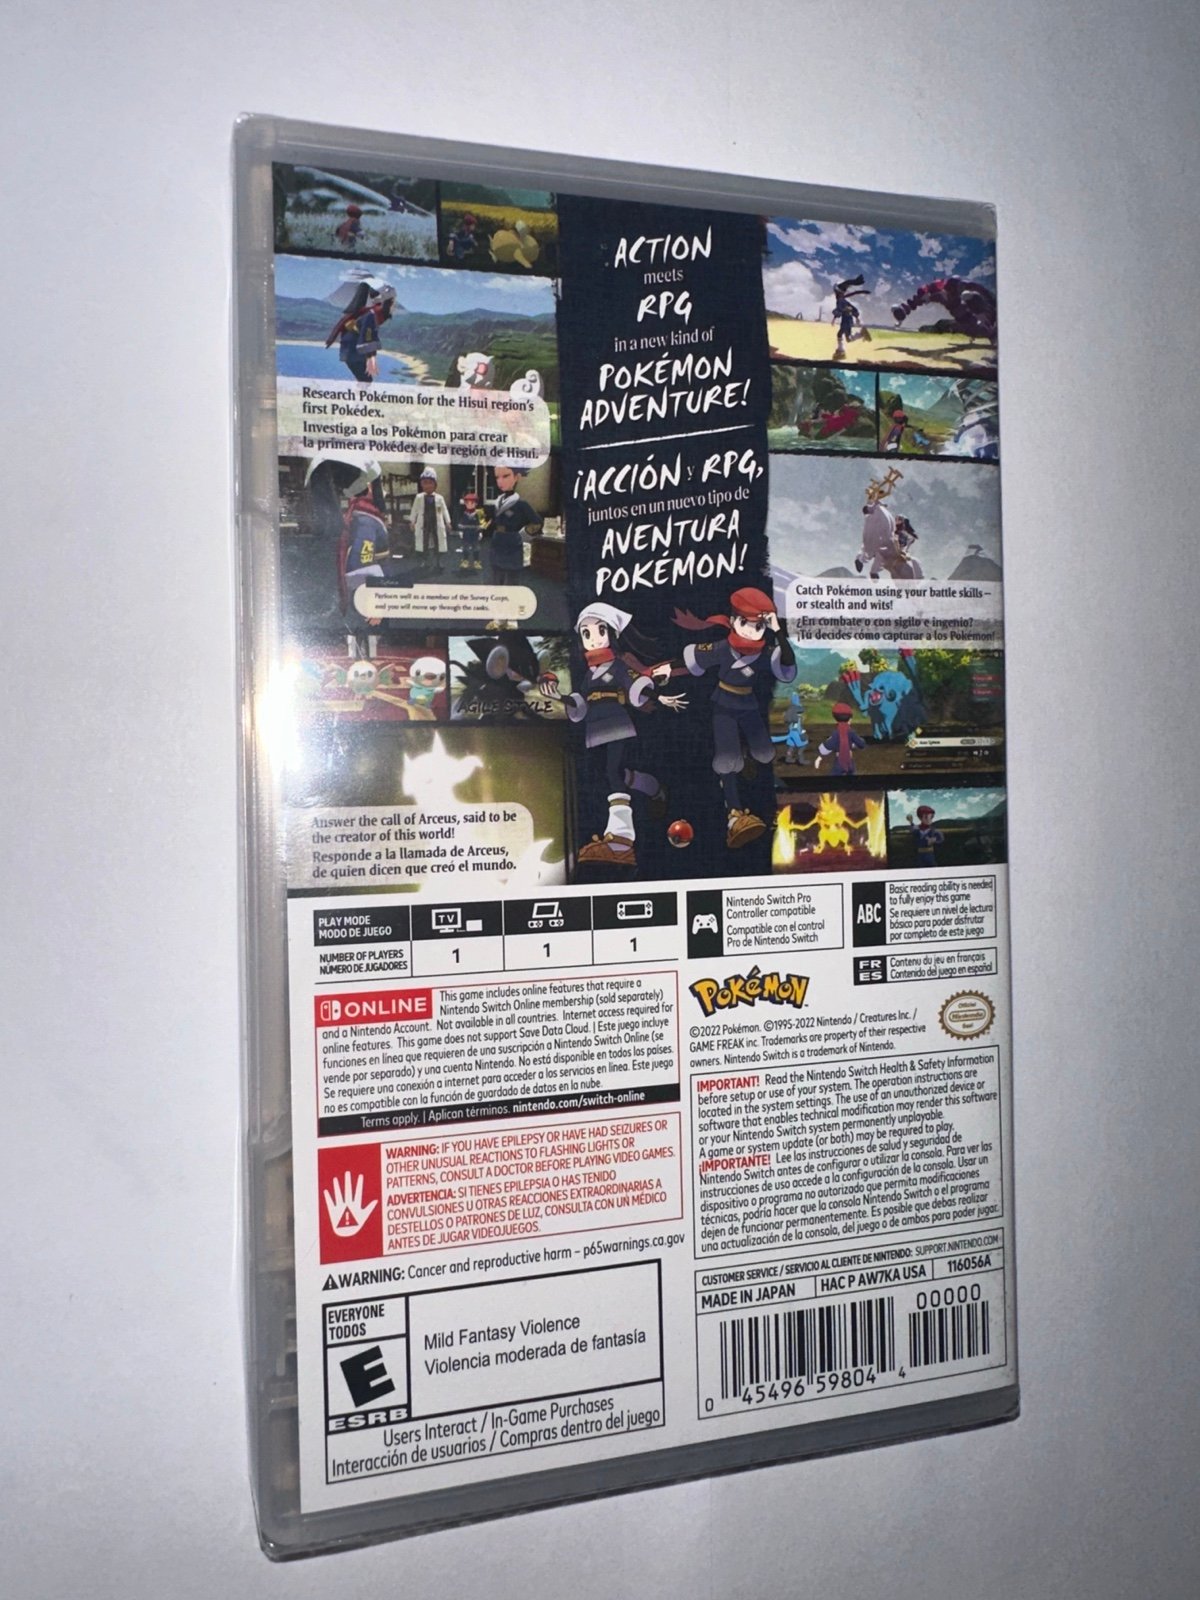 ACTION
meets
RPG
in a new kind of
POKÉMON
ADVENTURE!
¡ACCIÓN y RPG,
juntos en un nuevo tipo de
AVENTURA
POKÉMON!
Research Pokémon for the Hisui region's
first Pokédex.
Investiga a los Pokémon para crear
la primera Pokédex de la región de Hisui.
Perform well as a member of the Survey Corps,
and you will move up through the ranks.
AGILE STYLE
Answer the call of Arceus, said to be
the creator of this world!
Responde a la llamada de Arceus,
de quien dicen que creó el mundo.
Catch Pokémon using your battle skills—
or stealth and wits!
¿En combate o con sigilo e ingenio?
¡Tú decides cómo capturar a los Pokémon!
PLAY MODE
MODO DE JUEGO
TV
NUMBER OF PLAYERS
NÚMERO DE JUGADORES
1
1
1
Nintendo Switch Pro
Controller compatible
Compatible con el control
Pro de Nintendo Switch
ABC
Basic reading ability is needed
to fully enjoy this game
Se requiere un nivel de lectura
básico para poder disfrutar
por completo de este juego
FR
ES
Contenu du jeu en français
Contenido del juego en español
ONLINE
This game includes online features that require a
Nintendo Switch Online membership (sold separately)
and a Nintendo Account. Not available in all countries. Internet access required for
online features. This game does not support Save Data Cloud. | Este juego incluye
funciones en línea que requieren de una suscripción a Nintendo Switch Online (se
vende por separado) y una cuenta Nintendo. No está disponible en todos los países.
Se requiere una conexión a internet para acceder a los servicios en línea. Este juego
no es compatible con la función de guardado de datos en la nube.
Terms apply. | Aplican términos. nintendo.com/switch-online
WARNING: IF YOU HAVE EPILEPSY OR HAVE HAD SEIZURES OR
OTHER UNUSUAL REACTIONS TO FLASHING LIGHTS OR
PATTERNS, CONSULT A DOCTOR BEFORE PLAYING VIDEO GAMES.
ADVERTENCIA: SI TIENES EPILEPSIA O HAS TENIDO
CONVULSIONES U OTRAS REACCIONES EXTRAORDINARIAS A
DESTELLOS O PATRONES DE LUZ, CONSULTA CON UN MÉDICO
ANTES DE JUGAR VIDEOJUEGOS.
WARNING: Cancer and reproductive harm – p65warnings.ca.gov
EVERYONE
TODOS
E
ESRB
Mild Fantasy Violence
Violencia moderada de fantasía
Users Interact / In-Game Purchases
Interacción de usuarios / Compras dentro del juego
POKÉMON
Official
Nintendo
Seal
©2022 Pokémon. ©1995-2022 Nintendo / Creatures Inc. /
GAME FREAK inc. Trademarks are property of their respective
owners. Nintendo Switch is a trademark of Nintendo.
IMPORTANT! Read the Nintendo Switch Health & Safety Information
before setup or use of your system. The operation instructions are
located in the system settings. The use of an unauthorized device or
software that enables technical modification may render this software
or your Nintendo Switch system permanently unplayable.
A game or system update (or both) may be required to play.
¡IMPORTANTE! Lee las instrucciones de salud y seguridad de
Nintendo Switch antes de configurar o utilizar la consola. Para ver las
instrucciones de uso accede a la configuración de la consola. Usar un
dispositivo o programa no autorizado que permita modificaciones
técnicas, podría hacer que la consola Nintendo Switch o el programa
dejen de funcionar permanentemente. Es posible que debas realizar
una actualización de la consola, del juego o de ambos para poder jugar.
CUSTOMER SERVICE / SERVICIO AL CLIENTE DE NINTENDO: SUPPORT.NINTENDO.COM
MADE IN JAPAN
HAC P AW7KA USA
116056A
00000
0 45496 59804 4